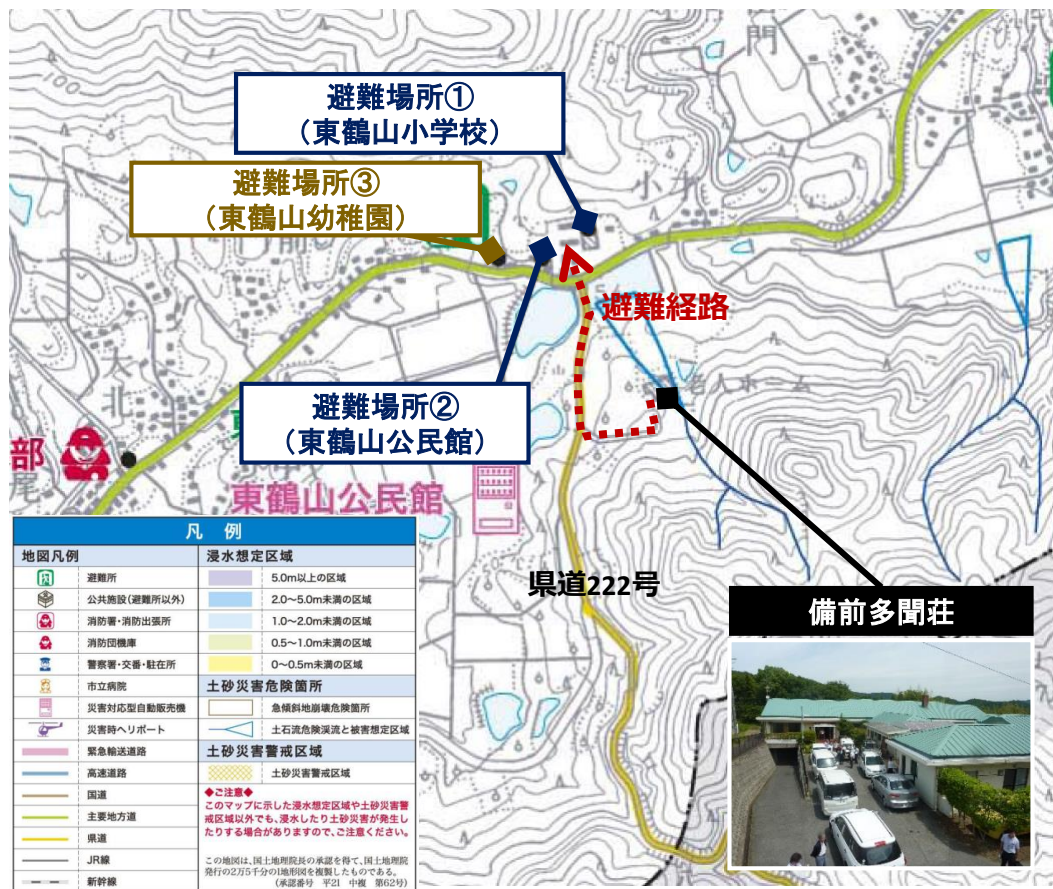 門
避難場所①
（東鶴山小学校）
避難場所③
（東鶴山幼稚園）
避難経路
老人ホーム
避難場所②
（東鶴山公民館）
大
北
部
尾
東鶴山公民館
県道222号
備前多聞荘
凡 例
地図凡例
避難所
公共施設(避難所以外)
消防署・消防出張所
消防団機庫
警察署・交番・駐在所
市立病院
災害対応型自動販売機
災害時ヘリポート
緊急輸送道路
高速道路
国道
主要地方道
県道
JR線
新幹線
浸水想定区域
5.0m以上の区域
2.0~5.0m未満の区域
1.0~2.0m未満の区域
0.5~1.0m未満の区域
0~0.5m未満の区域
土砂災害危険箇所
急傾斜地崩壊危険箇所
土石流危険渓流と被害想定区域
土砂災害警戒区域
土砂災害警戒区域
◆ご注意◆
このマップに示した浸水想定区域や土砂災害警
戒区域以外でも、浸水したり土砂災害が発生し
たりする場合がありますので、ご注意ください。
この地図は、国土地理院長の承認を得て、国土地理院
発行の2万5千分の1地形図を複製したものである。
（承認番号 平21 中複 第62号）